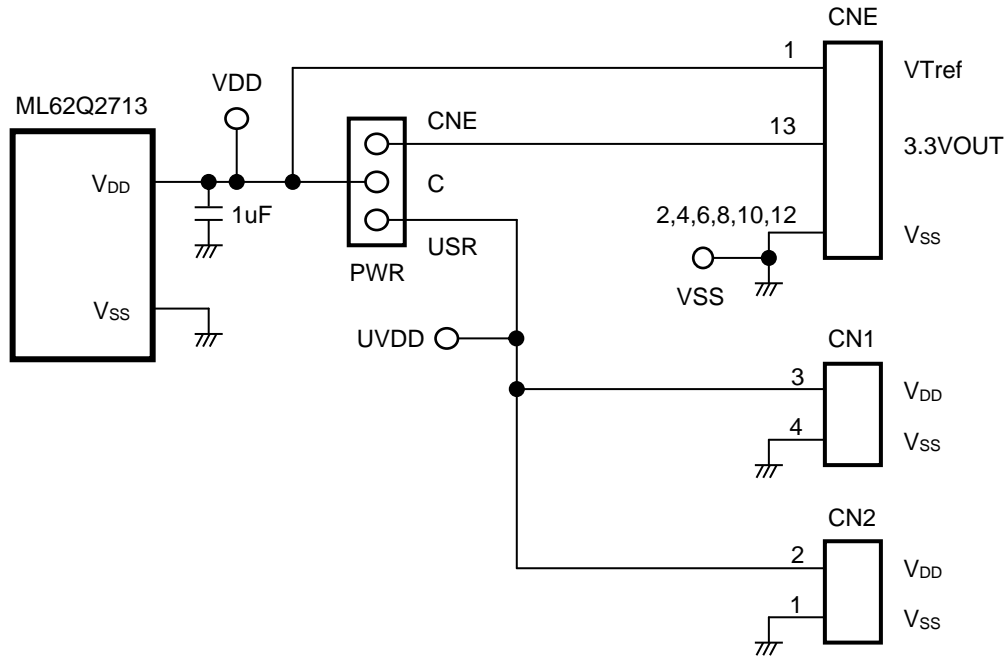 CNE
1
VTref
VDD
ML62Q2713
CNE
13
3.3VOUT
VDD
C
1uF
2,4,6,8,10,12
USR
VSS
PWR
VSS
VSS
UVDD
CN1
3
VDD
4
VSS
CN2
2
VDD
1
VSS